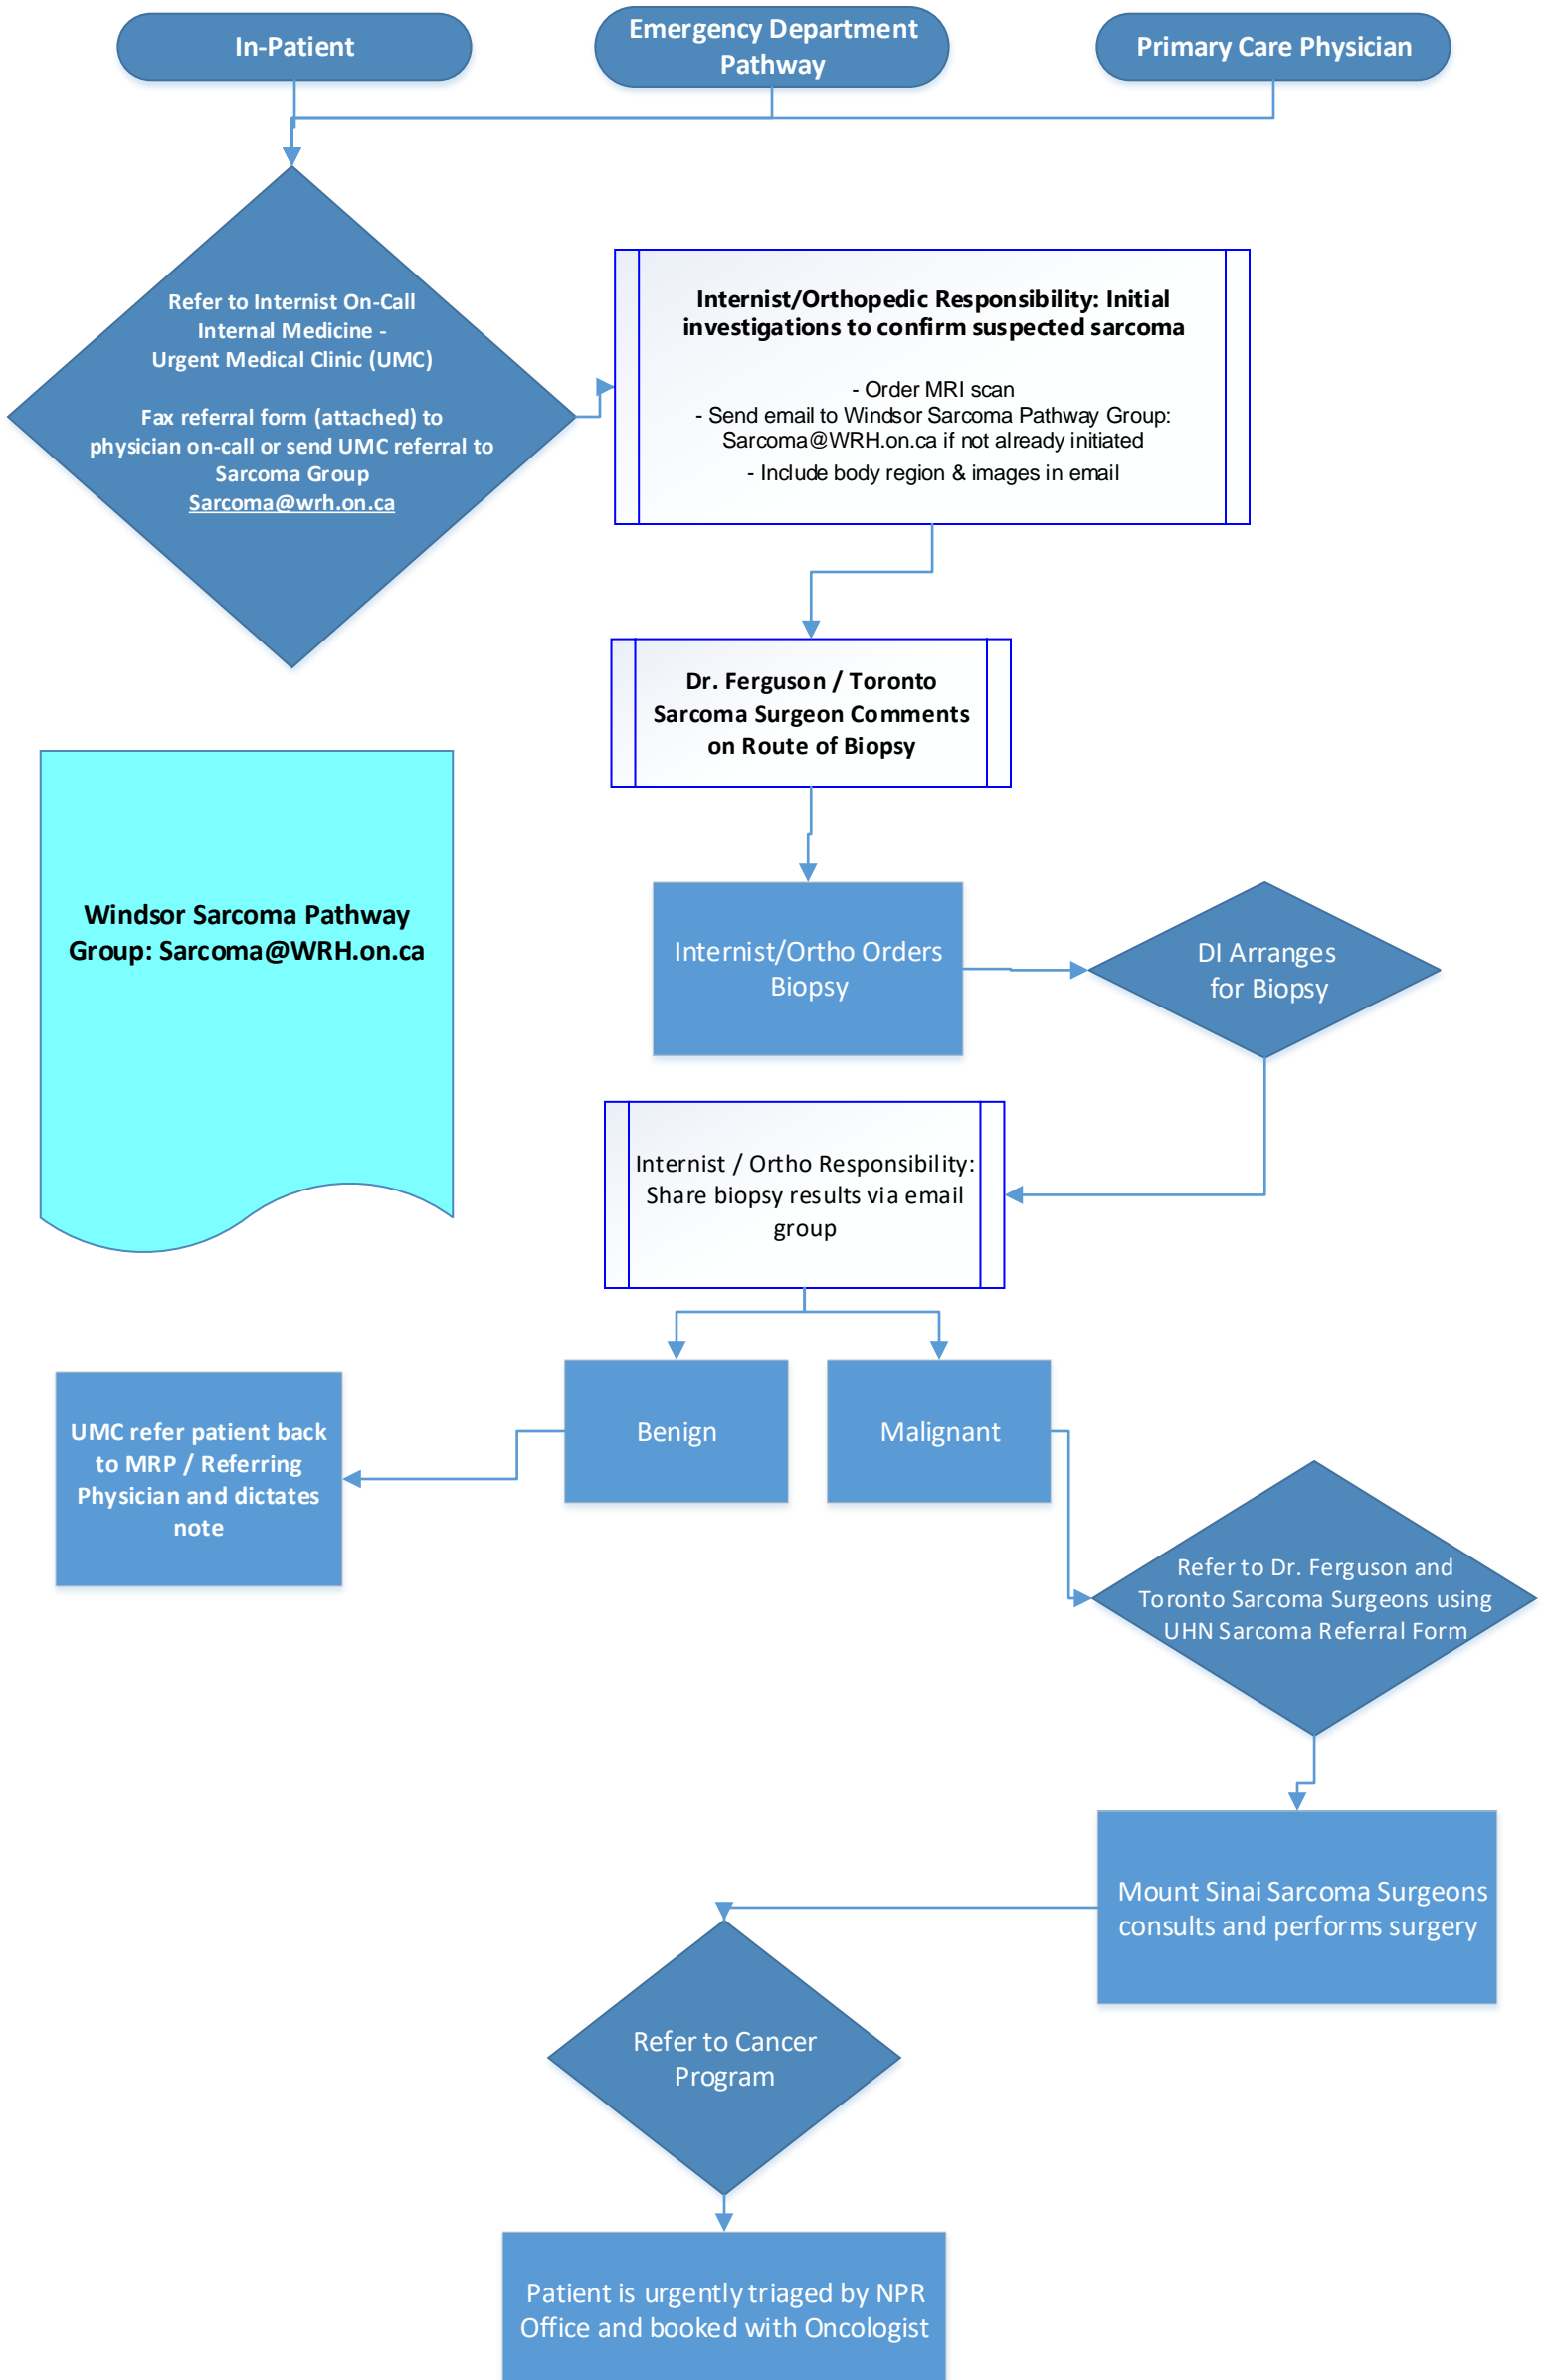 In-Patient
Emergency Department
Pathway
Primary Care Physician
Refer to Internist On-Call
Internal Medicine -
Urgent Medical Clinic (UMC)
Fax referral form (attached) to
physician on-call or send UMC referral to
Sarcoma Group
Sarcoma@wrh.on.ca
Internist/Orthopedic Responsibility: Initial
investigations to confirm suspected sarcoma
- Order MRI scan
- Send email to Windsor Sarcoma Pathway Group:
Sarcoma@WRH.on.ca if not already initiated
- Include body region & images in email
Dr. Ferguson / Toronto
Sarcoma Surgeon Comments
on Route of Biopsy
Windsor Sarcoma Pathway
Group: Sarcoma@WRH.on.ca
Internist/Ortho Orders
Biopsy
DI Arranges
for Biopsy
Internist / Ortho Responsibility:
Share biopsy results via email
group
Benign
Malignant
UMC refer patient back
to MRP / Referring
Physician and dictates
note
Refer to Dr. Ferguson and
Toronto Sarcoma Surgeons using
UHN Sarcoma Referral Form
Mount Sinai Sarcoma Surgeons
consults and performs surgery
Refer to Cancer
Program
Patient is urgently triaged by NPR
Office and booked with Oncologist